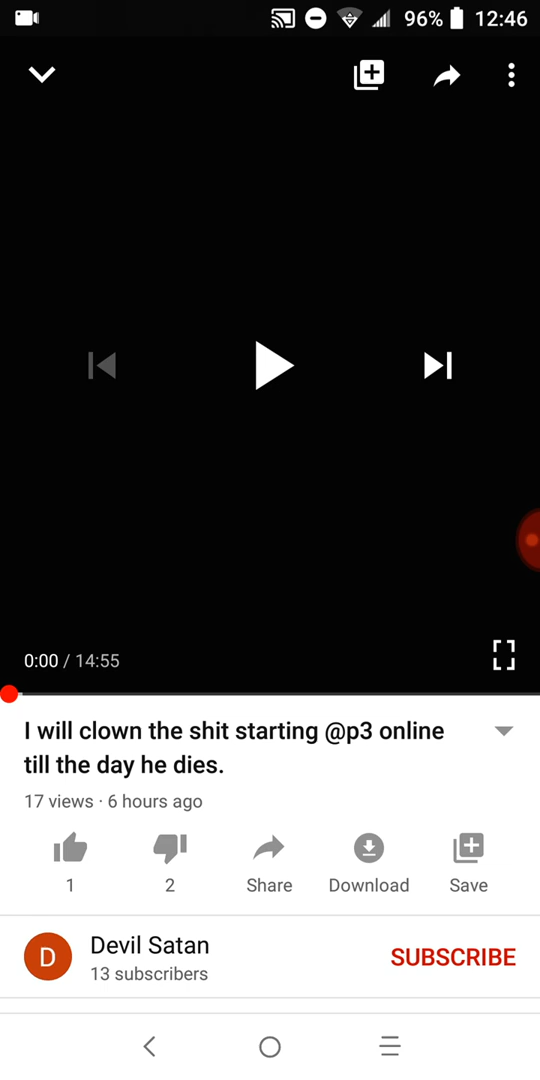 96% 12:46
0:00 / 14:55
I will clown the shit starting @p3 online
till the day he dies.
17 views · 6 hours ago
1 2 Share Download Save
D Devil Satan SUBSCRIBE
13 subscribers